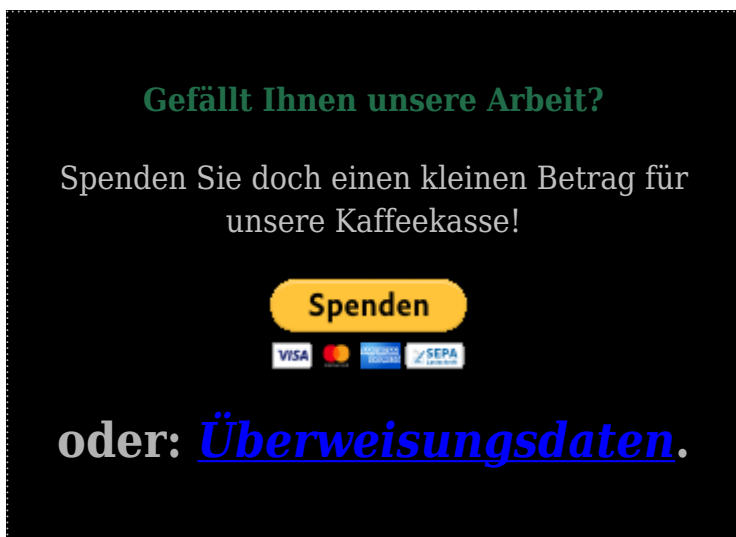 Gefällt Ihnen unsere Arbeit?
Spenden Sie doch einen kleinen Betrag für
unsere Kaffeekasse!
Spenden
VISA SEPA
oder: Überweisungsdaten.